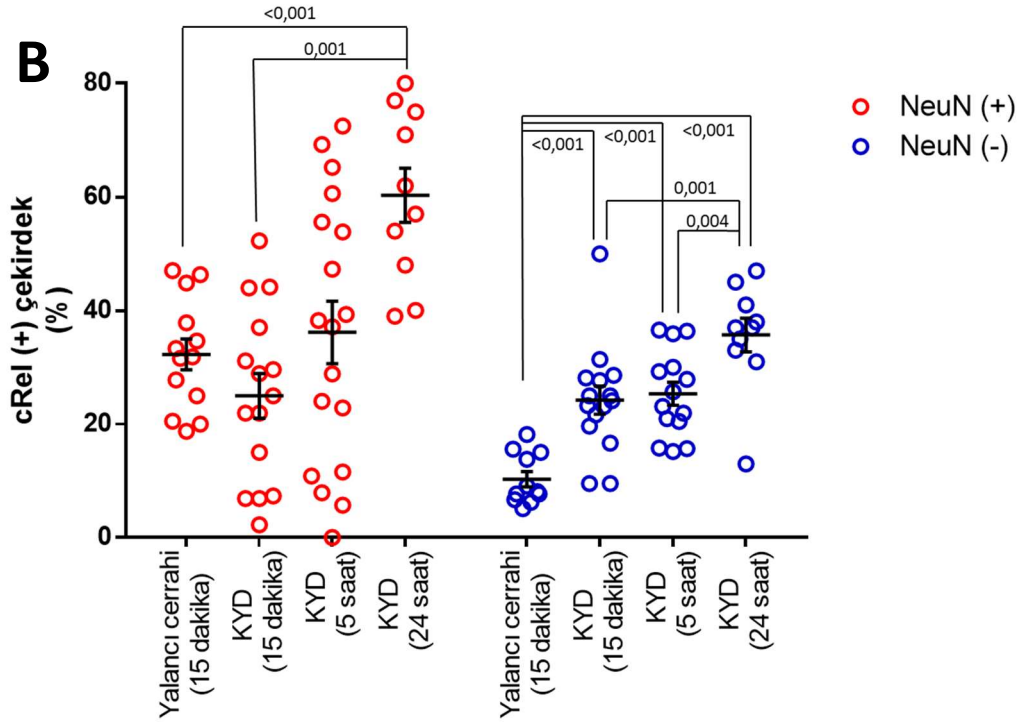 <0,001
B
0,001
80
NeuN (+)
<0,001
<0,001
<0,001
NeuN (-)
0,001
60
0,004
cRel (+) çekirdek
(%)
40
20
0
Yalancı cerrahi
(15 dakika)
KYD
(15 dakika)
KYD
(5 saat)
KYD
(24 saat)
Yalancı cerrahi
(15 dakika)
KYD
(15 dakika)
KYD
(5 saat)
KYD
(24 saat)